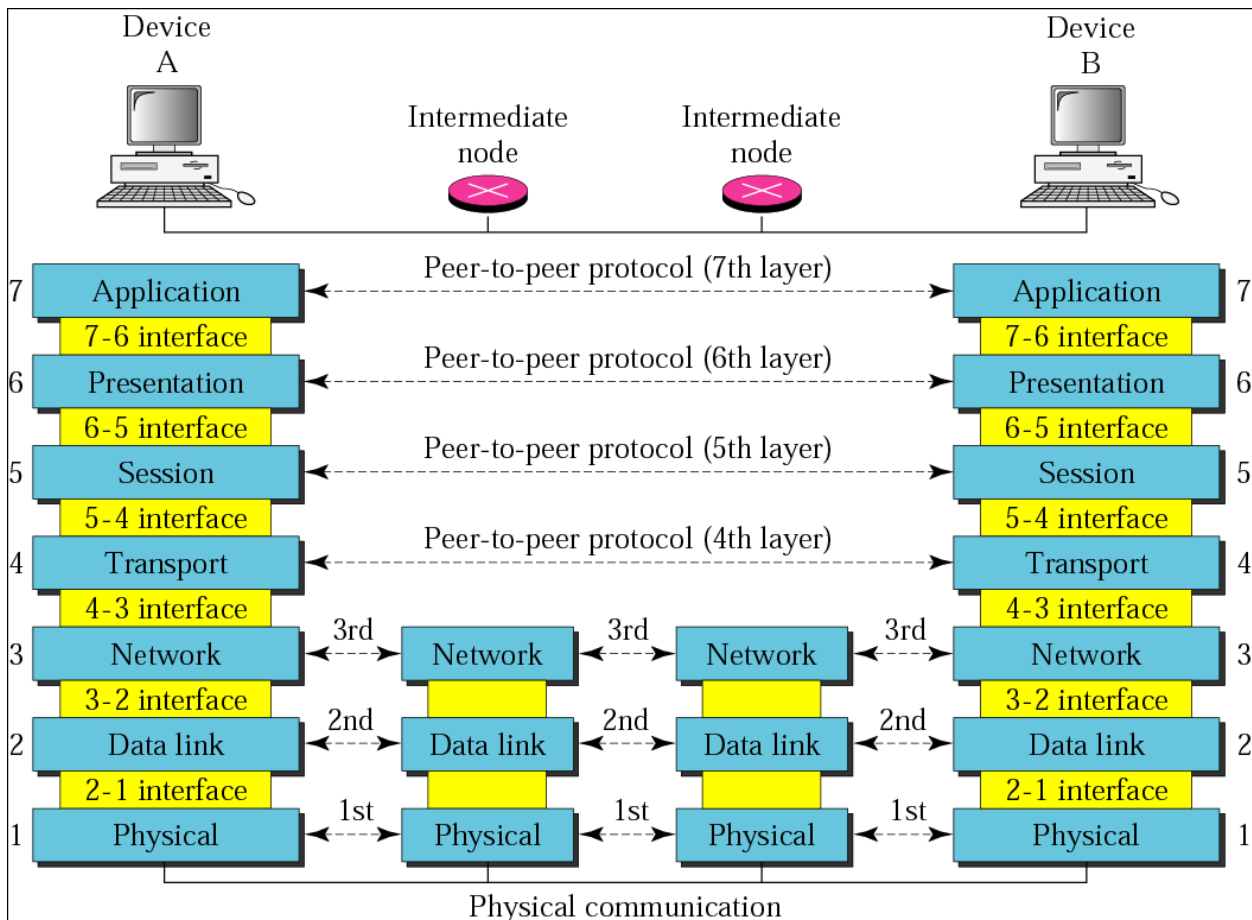 Device
A
Device
B
Intermediate
node
Intermediate
node
Peer-to-peer protocol (7th layer)
7 Application Application 7
7-6 interface 7-6 interface
Peer-to-peer protocol (6th layer)
6 Presentation Presentation 6
6-5 interface 6-5 interface
Peer-to-peer protocol (5th layer)
5 Session Session 5
5-4 interface 5-4 interface
Peer-to-peer protocol (4th layer)
4 Transport Transport 4
4-3 interface 4-3 interface
3rd 3rd 3rd
3 Network Network Network Network 3
3-2 interface 3-2 interface
2nd 2nd 2nd
2 Data link Data link Data link Data link 2
2-1 interface 2-1 interface
1st 1st 1st
1 Physical Physical Physical Physical 1
Physical communication